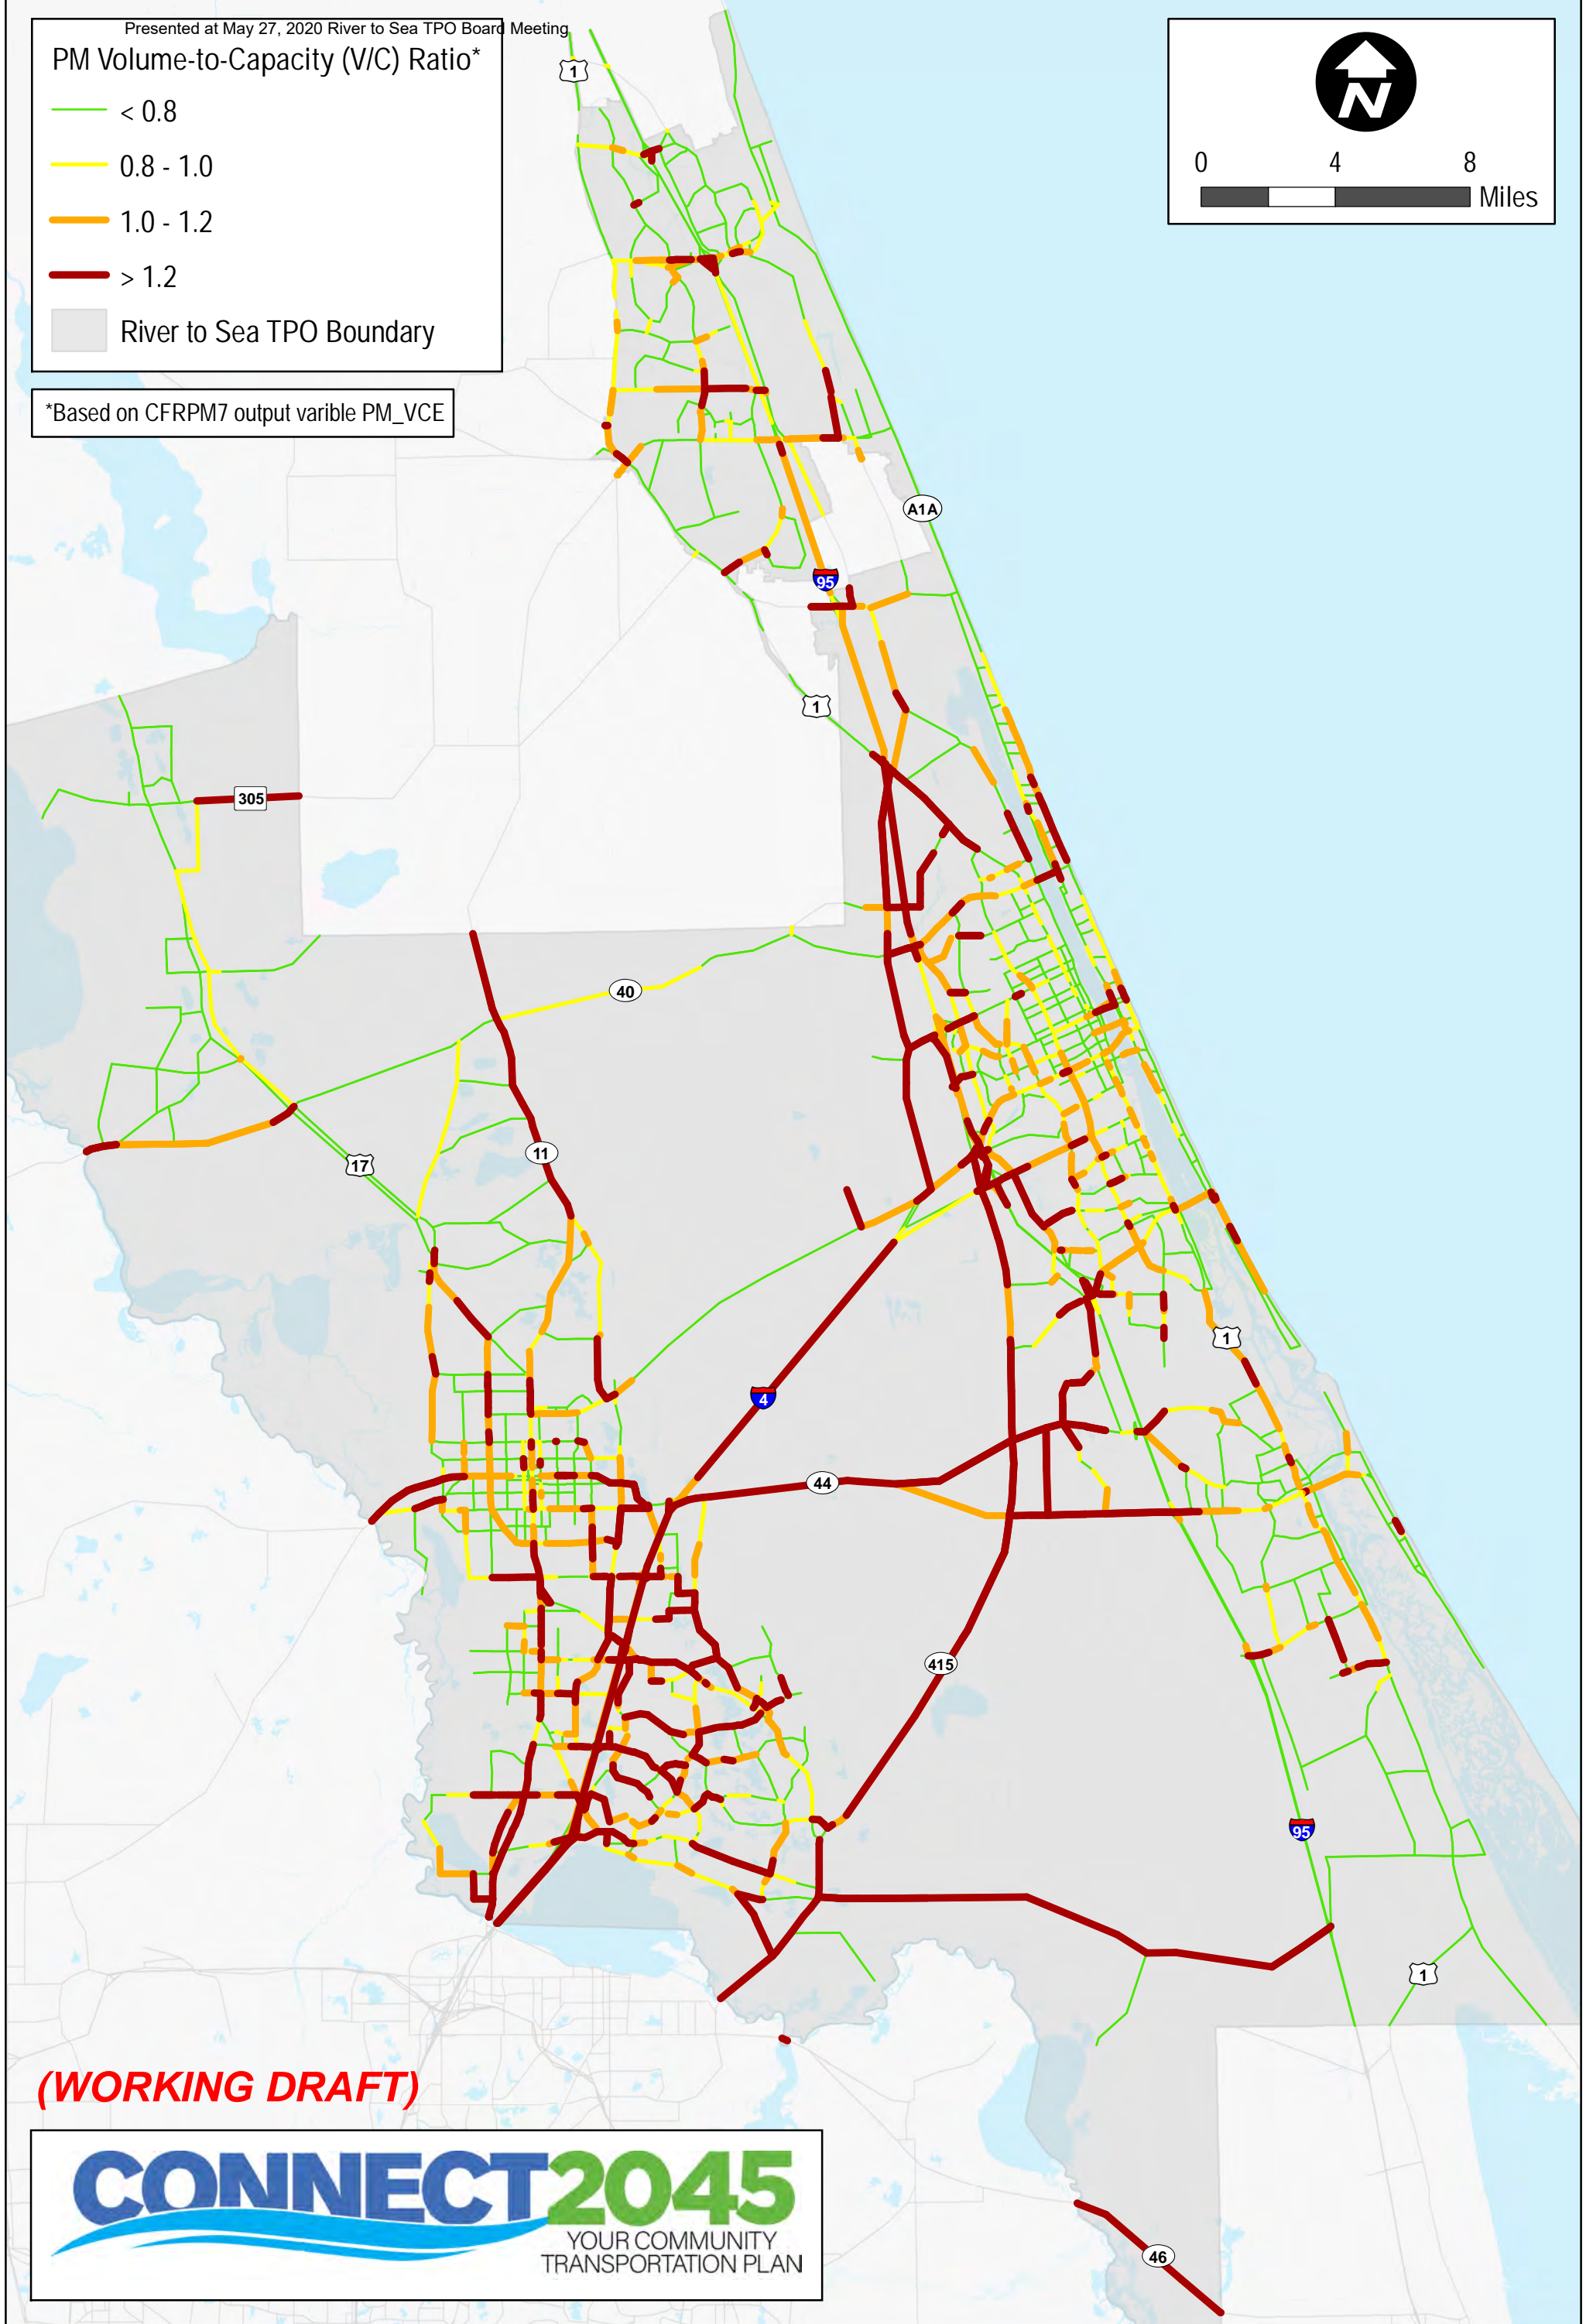 Presented at May 27, 2020 River to Sea TPO Board Meeting
PM Volume-to-Capacity (V/C) Ratio*
< 0.8
0.8 - 1.0
1.0 - 1.2
> 1.2
River to Sea TPO Boundary
*Based on CFRPM7 output varible PM_VCE
N
0 4 8
Miles
1
A1A
95
1
305
40
11
17
1
4
44
415
95
1
46
(WORKING DRAFT)
CONNECT2045
YOUR COMMUNITY
TRANSPORTATION PLAN